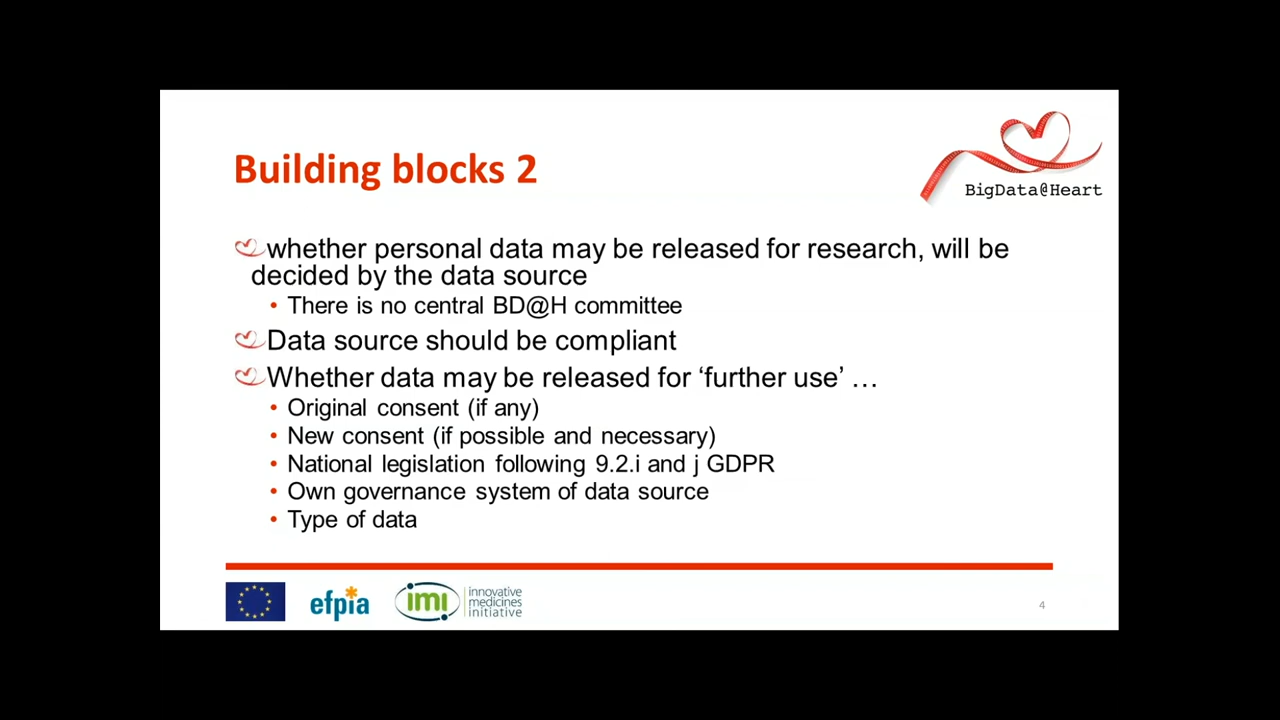 Building blocks 2
BigData@Heart
whether personal data may be released for research, will be
decided by the data source
• There is no central BD@H committee
Data source should be compliant
Whether data may be released for ‘further use’ …
• Original consent (if any)
• New consent (if possible and necessary)
• National legislation following 9.2.i and j GDPR
• Own governance system of data source
• Type of data
efpia
imi
innovative
medicines
initiative
4